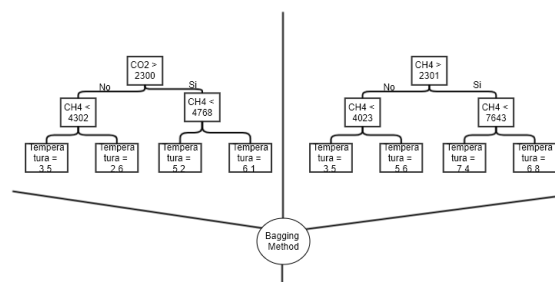 CO2 >
2300
No
Si
CH4 <
4302
CH4 <
4768
Tempera
tura =
3.5
Tempera
tura =
2.6
Tempera
tura =
5.2
Tempera
tura =
6.1
CH4 >
2301
No
Si
CH4 <
4023
CH4 <
7643
Tempera
tura =
3.5
Tempera
tura =
5.6
Tempera
tura =
7.4
Tempera
tura =
6.8
Bagging
Method